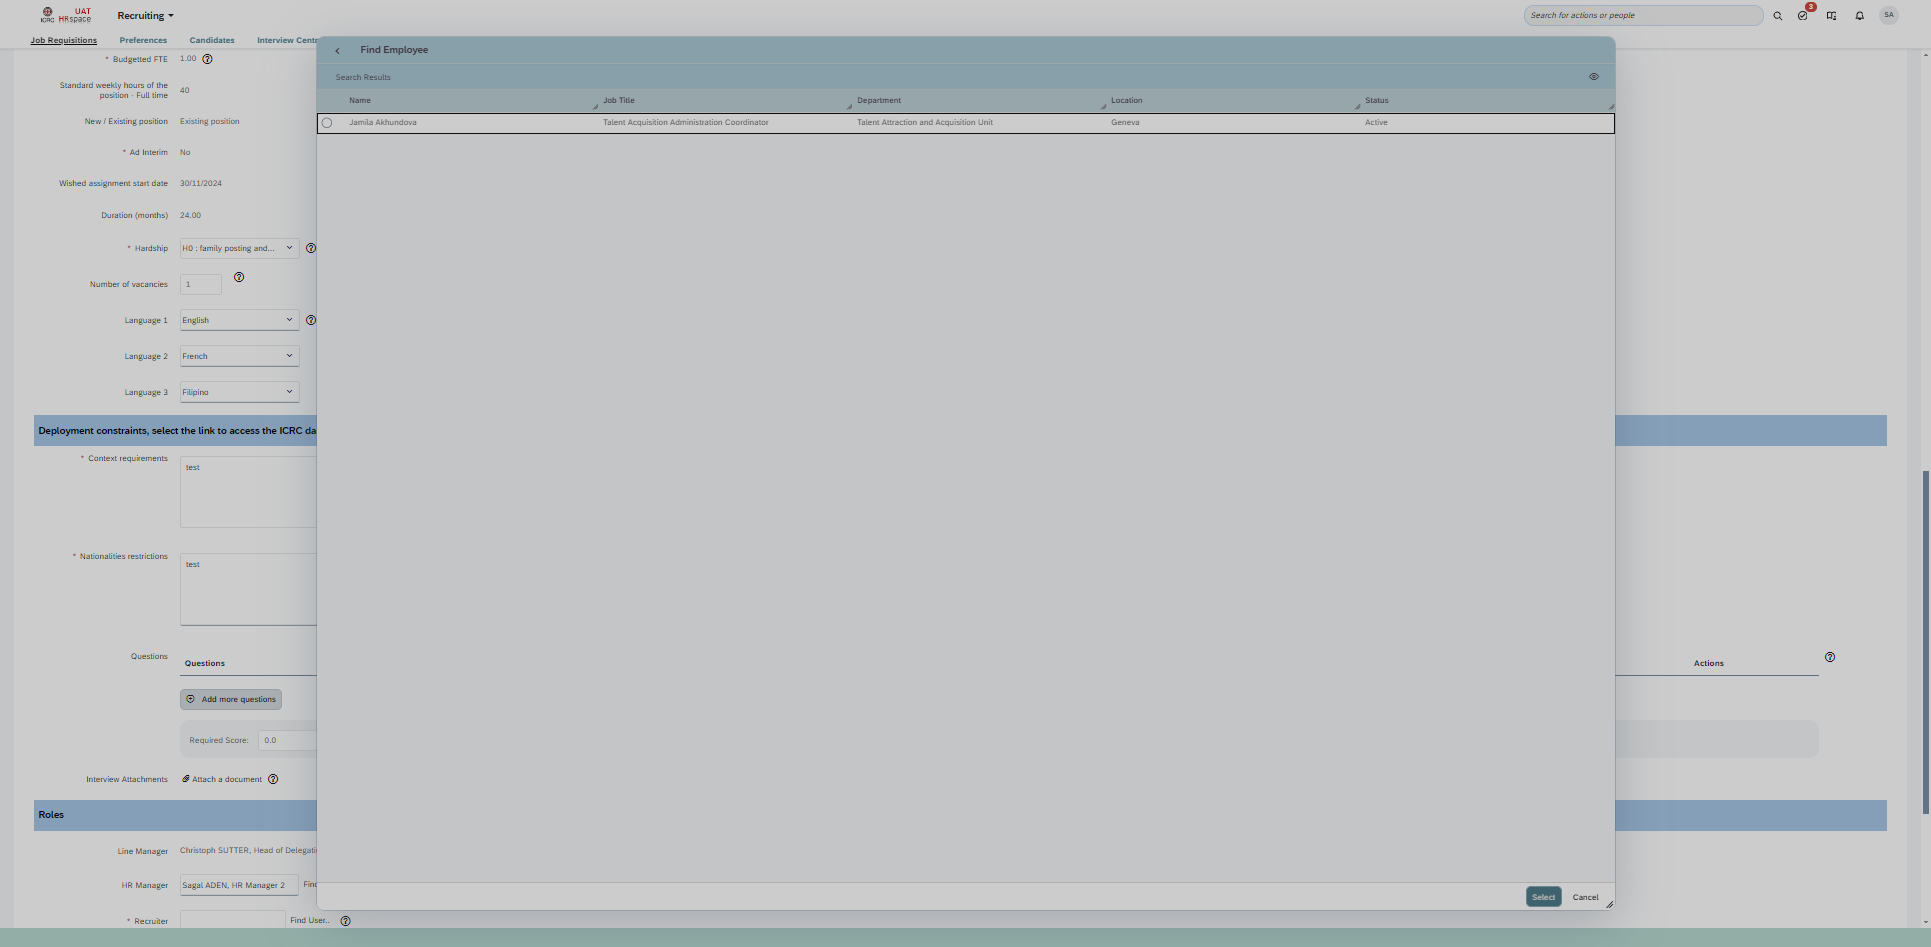 UAT
ICRC HRspace
Recruiting
Search for actions or people
3
SA
Job Requisitions
Preferences
Candidates
Interview Centr
Find Employee
Search Results
Name
Job Title
Department
Location
Status
Jamila Akhundova
Talent Acquisition Administration Coordinator
Talent Attraction and Acquisition Unit
Geneva
Active
* Budgetted FTE
1.00
Standard weekly hours of the
position - Full time
40
New / Existing position
Existing position
* Ad Interim
No
Wished assignment start date
30/11/2024
Duration (months)
24.00
* Hardship
H0 : family posting and...
Number of vacancies
1
Language 1
English
Language 2
French
Language 3
Filipino
Deployment constraints, select the link to access the ICRC da
* Context requirements
test
* Nationalities restrictions
test
Questions
Questions
Actions
Add more questions
Required Score:
0.0
Interview Attachments
Attach a document
Roles
Line Manager
Christoph SUTTER, Head of Delegati
HR Manager
Sagal ADEN, HR Manager 2
Find
Select
Cancel
* Recruiter
Find User..